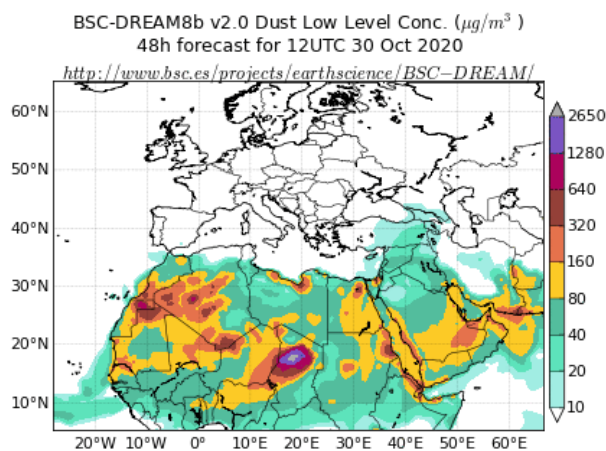 BSC-DREAM8b v2.0 Dust Low Level Conc. (μg/m³ )
48h forecast for 12UTC 30 Oct 2020
http://www.bsc.es/projects/earthscience/BSC−DREAM/
60°N
50°N
40°N
30°N
20°N
10°N
20°W 10°W 0° 10°E 20°E 30°E 40°E 50°E 60°E
2650
1280
640
320
160
80
40
20
10